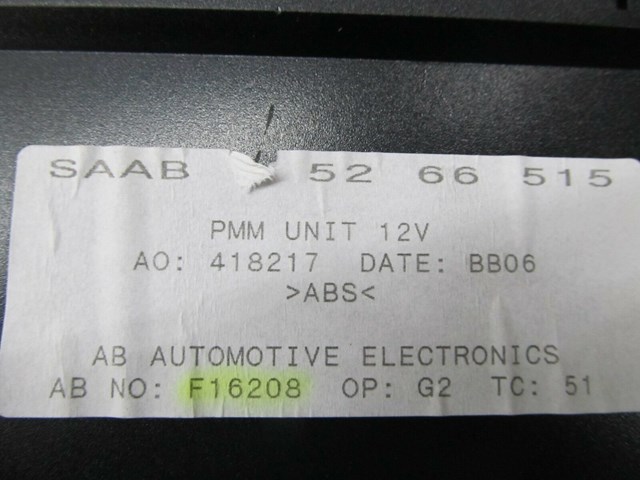 SAAB 52 66 515
PMM UNIT 12V
AO: 418217 DATE: BB06
>ABS<
AB AUTOMOTIVE ELECTRONICS
AB NO: F16208 OP: G2 TC: 51